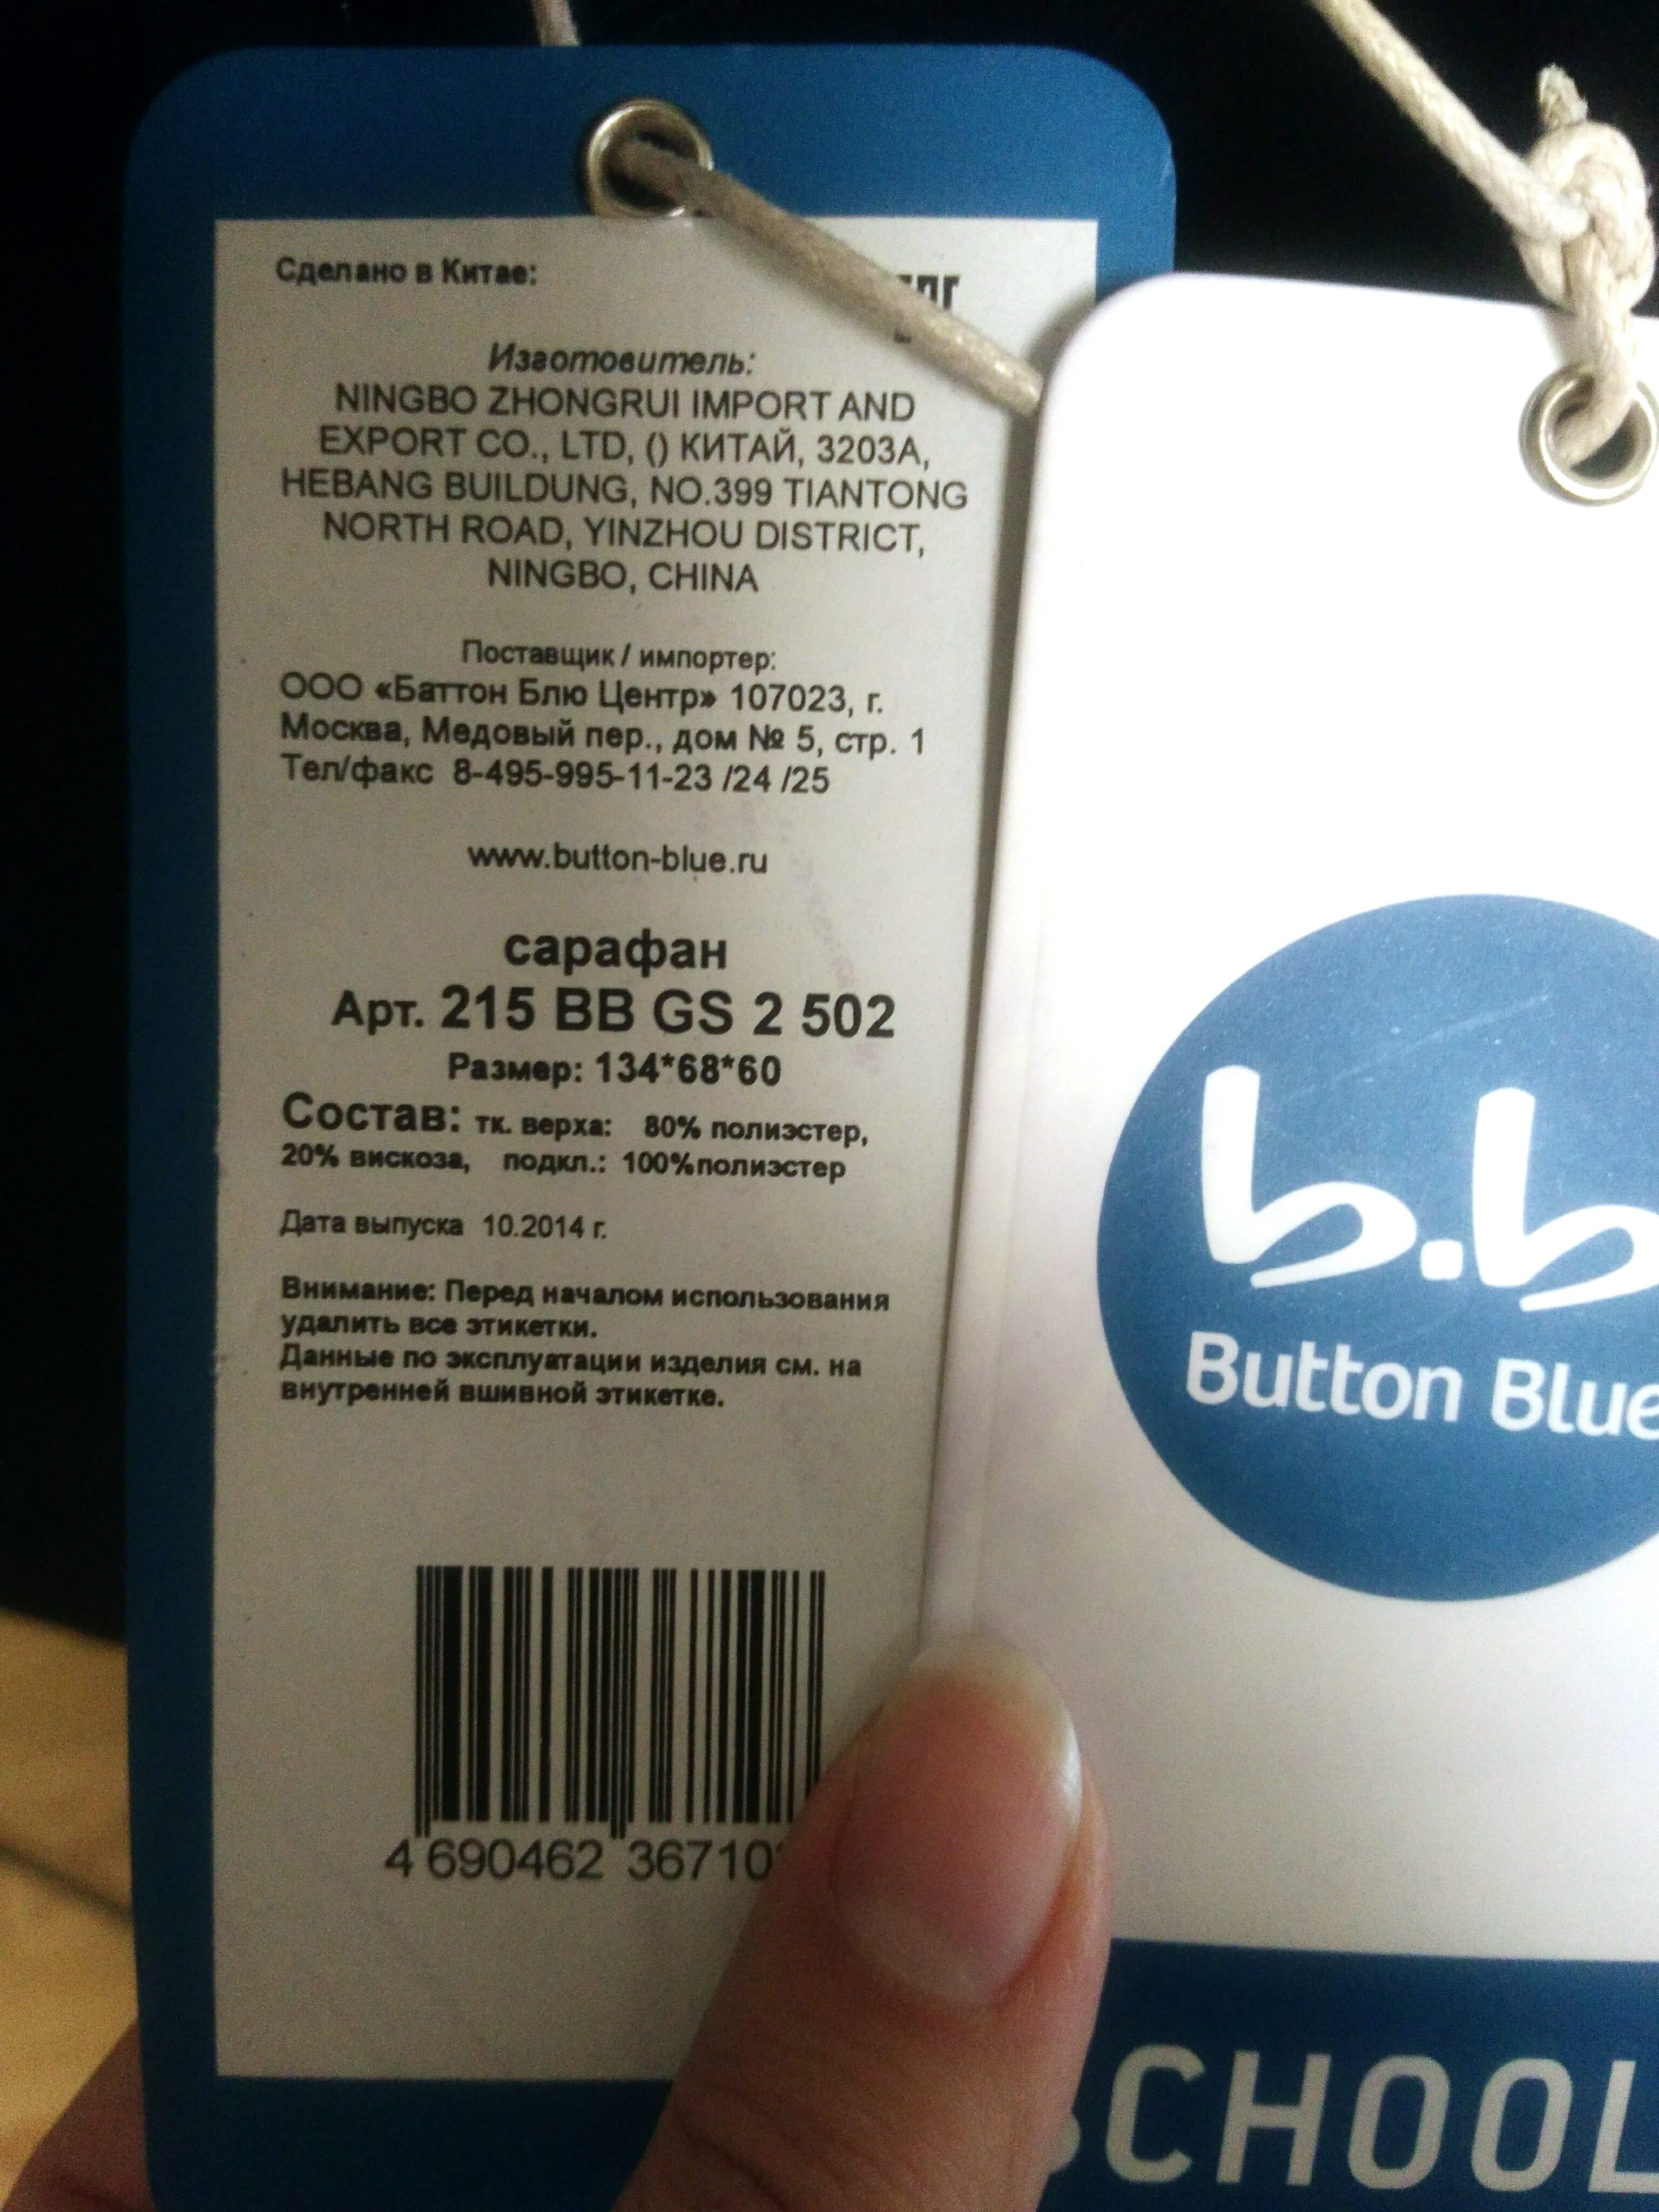 Сделано в Китае:
Изготовитель:
NINGBO ZHONGRUI IMPORT AND
EXPORT CO., LTD, () КИТАЙ, 3203A,
HEBANG BUILDUNG, NO.399 TIANTONG
NORTH ROAD, YINZHOU DISTRICT,
NINGBO, CHINA
Поставщик / импортер:
ООО «Баттон Блю Центр» 107023, г.
Москва, Медовый пер., дом № 5, стр. 1
Тел/факс 8-495-995-11-23 /24 /25
www.button-blue.ru
сарафан
Арт. 215 BB GS 2 502
Размер: 134*68*60
Состав: тк. верха: 80% полиэстер,
20% вискоза, подкл.: 100%полиэстер
Дата выпуска 10.2014 г.
Внимание: Перед началом использования
удалить все этикетки.
Данные по эксплуатации изделия см. на
внутренней вшивной этикетке.
4 690462 36710
b.b
Button Blue
SCHOOL